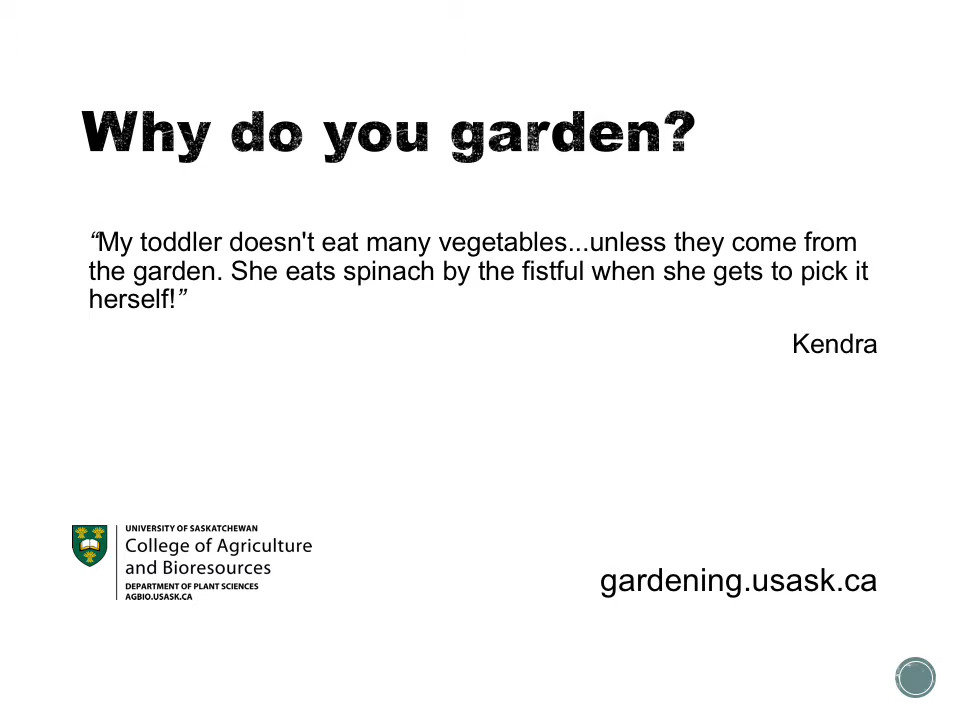 Why do you garden?
“My toddler doesn't eat many vegetables...unless they come from
the garden. She eats spinach by the fistful when she gets to pick it
herself!”
Kendra
UNIVERSITY OF SASKATCHEWAN
College of Agriculture
and Bioresources
DEPARTMENT OF PLANT SCIENCES
AGBIO.USASK.CA
gardening.usask.ca